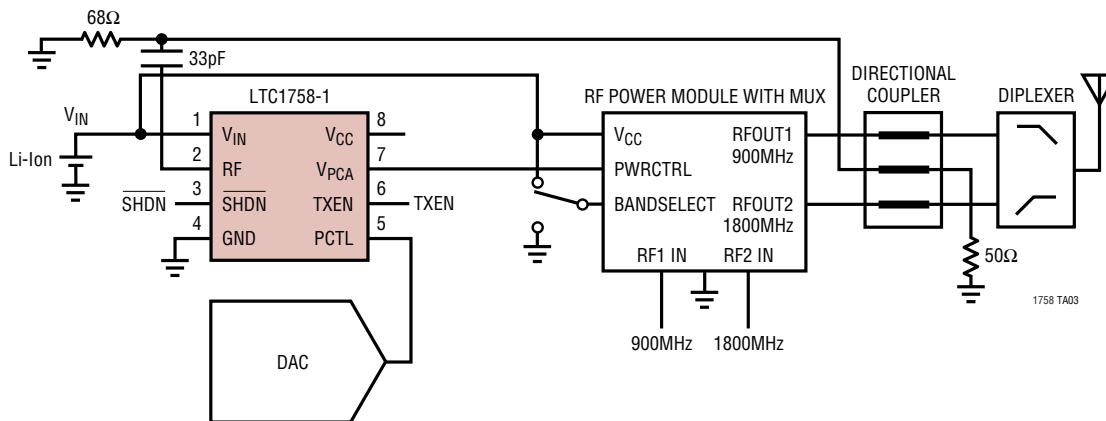 68Ω
33pF
LTC1758-1
V_IN
Li-Ion
1
V_IN
2
RF
SHDN
3
SHDN
4
GND
V_CC
8
V_PCA
7
TXEN
6
TXEN
PCTL
5
DAC
RF POWER MODULE WITH MUX
V_CC
PWRCTRL
BANDSELECT
RFOUT1
900MHz
RFOUT2
1800MHz
RF1 IN
RF2 IN
900MHz
1800MHz
DIRECTIONAL
COUPLER
DIPLEXER
50Ω
1758 TA03